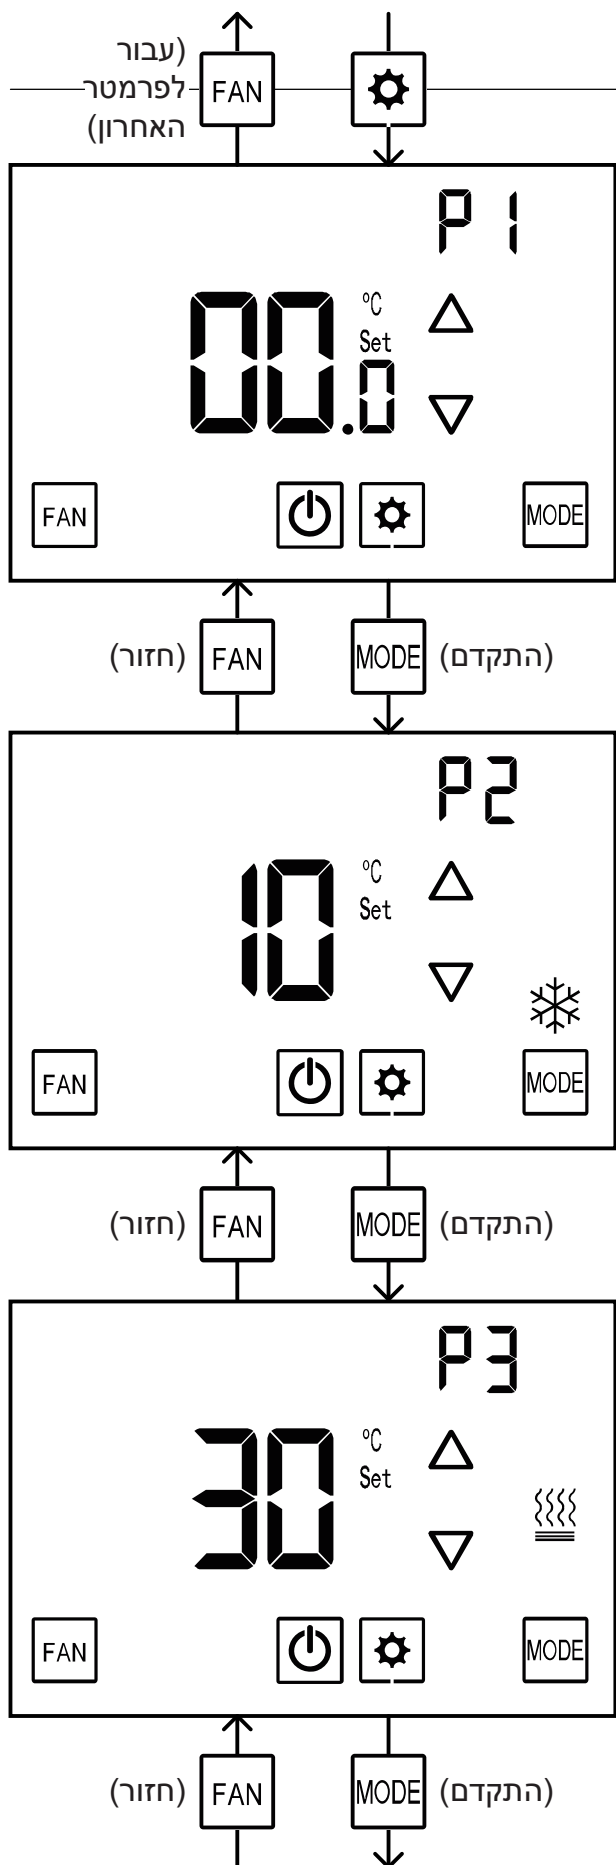 (עבור
לפרמטר
האחרון)
FAN
P1
°C
Set
00.0
FAN
MODE
(חזור) FAN MODE (התקדם)
P2
°C
Set
10
FAN
MODE
(חזור) FAN MODE (התקדם)
P3
°C
Set
30
FAN
MODE
(חזור) FAN MODE (התקדם)